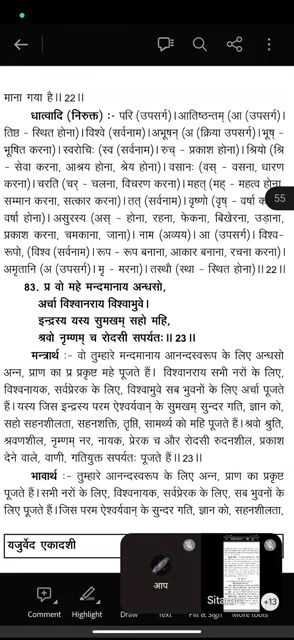 माना गया है।।22।।
धात्वादि (निरुक्त) :- परि (उपसर्ग)।आतिष्ठन्तम् (आ (उपसर्ग)।
तिष्ठ - स्थित होना)।विश्वे (सर्वनाम)।अभूषन् (अ (क्रिया उपसर्ग)। भूष् -
भूषित करना)।स्वरोचिः (स्व (सर्वनाम)। रुच् - प्रकाश होना)।श्रियो (श्रि
- सेवा करना, आश्रय होना, श्रेय होना)। वसानः (वस् - वसना, धारण
करना)।चरति (चर् - चलना, विचरण करना)। महत् (मह् - महत्व होना,
सम्मान करना, सत्कार करना)। तत् (सर्वनाम)। वृष्णो (वृष् - वर्षा
वर्षा होना)। असुरस्य (अस् - होना, रहना, फेकना, बिखेरना, उड़ाना,
प्रकाश करना, चमकाना, जाना)। नाम (अव्यय)। आ (उपसर्ग)। विश्व-
रूपो, (विश्व (सर्वनाम)। रूप - रूप बनाना, आकार बनाना, रचना करना)।
अमृतानि (अ (उपसर्ग)। मृ - मरना)। तस्थौ (स्था - स्थित होना)।।22।।
55
83. प्र वो महे मन्दमानाय अन्धसो,
अर्चा विश्वानराय विश्वाभुवे।
इन्द्रस्य यस्य सुमखम् सहो महि,
श्रवो नृम्णम् च रोदसी सपर्यतः।।23।।
मन्त्रार्थ :- वो तुम्हारे मन्दमानाय आनन्दस्वरूप के लिए अन्धसो
अन्न, प्राण का प्र प्रकृष्ट महे पूजते हैं। विश्वानराय सभी नरों के लिए,
विश्वनायक, सर्वप्रेरक के लिए, विश्वाभुवे सब भुवनों के लिए अर्चा पूजते
हैं।यस्य जिस इन्द्रस्य परम ऐश्वर्यवान् के सुमखम् सुन्दर गति, ज्ञान को,
सहो सहनशीलता, सहनशक्ति, तृप्ति, सामर्थ्य को महि पूजते हैं। श्रवो श्रुति,
श्रवणशील, नृम्णम् नर, नायक, प्रेरक च और रोदसी रुदनशील, प्रकाश
देने वाले, वाणी, गतियुक्त सपर्यतः पूजते हैं।।23।।
भावार्थ :- तुम्हारे आनन्दस्वरूप के लिए अन्न, प्राण का प्रकृष्ट
पूजते हैं।सभी नरों के लिए, विश्वनायक, सर्वप्रेरक के लिए, सब भुवनों के
लिए पूजते हैं।जिस परम ऐश्वर्यवान् के सुन्दर गति, ज्ञान को, सहनशीलता,
यजुर्वेद एकादशी
आप
Sita
+13
Comment Highlight Draw Text Fill & Sign More tools